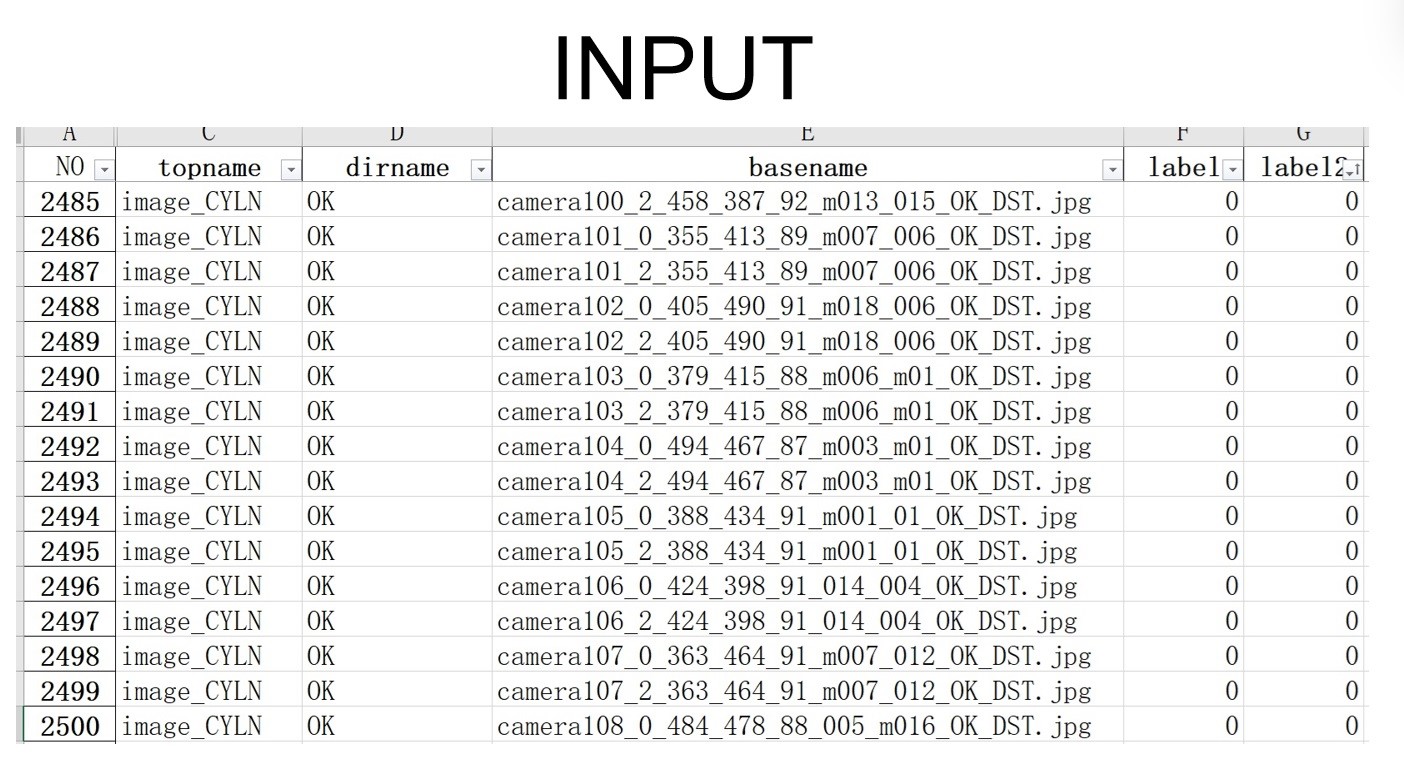 INPUT
A C D E F G
NO topname dirname basename label label2
2485 image_CYLN OK camera100_2_458_387_92_m013_015_OK_DST.jpg 0 0
2486 image_CYLN OK camera101_0_355_413_89_m007_006_OK_DST.jpg 0 0
2487 image_CYLN OK camera101_2_355_413_89_m007_006_OK_DST.jpg 0 0
2488 image_CYLN OK camera102_0_405_490_91_m018_006_OK_DST.jpg 0 0
2489 image_CYLN OK camera102_2_405_490_91_m018_006_OK_DST.jpg 0 0
2490 image_CYLN OK camera103_0_379_415_88_m006_m01_OK_DST.jpg 0 0
2491 image_CYLN OK camera103_2_379_415_88_m006_m01_OK_DST.jpg 0 0
2492 image_CYLN OK camera104_0_494_467_87_m003_m01_OK_DST.jpg 0 0
2493 image_CYLN OK camera104_2_494_467_87_m003_m01_OK_DST.jpg 0 0
2494 image_CYLN OK camera105_0_388_434_91_m001_01_OK_DST.jpg 0 0
2495 image_CYLN OK camera105_2_388_434_91_m001_01_OK_DST.jpg 0 0
2496 image_CYLN OK camera106_0_424_398_91_014_004_OK_DST.jpg 0 0
2497 image_CYLN OK camera106_2_424_398_91_014_004_OK_DST.jpg 0 0
2498 image_CYLN OK camera107_0_363_464_91_m007_012_OK_DST.jpg 0 0
2499 image_CYLN OK camera107_2_363_464_91_m007_012_OK_DST.jpg 0 0
2500 image_CYLN OK camera108_0_484_478_88_005_m016_OK_DST.jpg 0 0